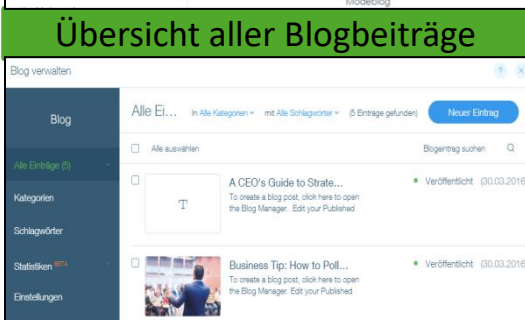 Modeblog
Übersicht aller Blogbeiträge
Blog verwalten
?
x
Blog
Alle Einträge (5)
Kategorien
Schlagwörter
Statistiken BETA
Einstellungen
Alle Ei... in Alle Kategorien mit Alle Schlagwörter (5 Einträge gefunden) Neuer Eintrag
Alle auswählen Blogeintrag suchen
T
A CEO's Guide to Strate... Veröffentlicht (30.03.2016
To create a blog post, click here to open
the Blog Manager. Edit your Published
Business Tip: How to Poll... Veröffentlicht (30.03.2016
To create a blog post, click here to open
the Blog Manager. Edit your Published